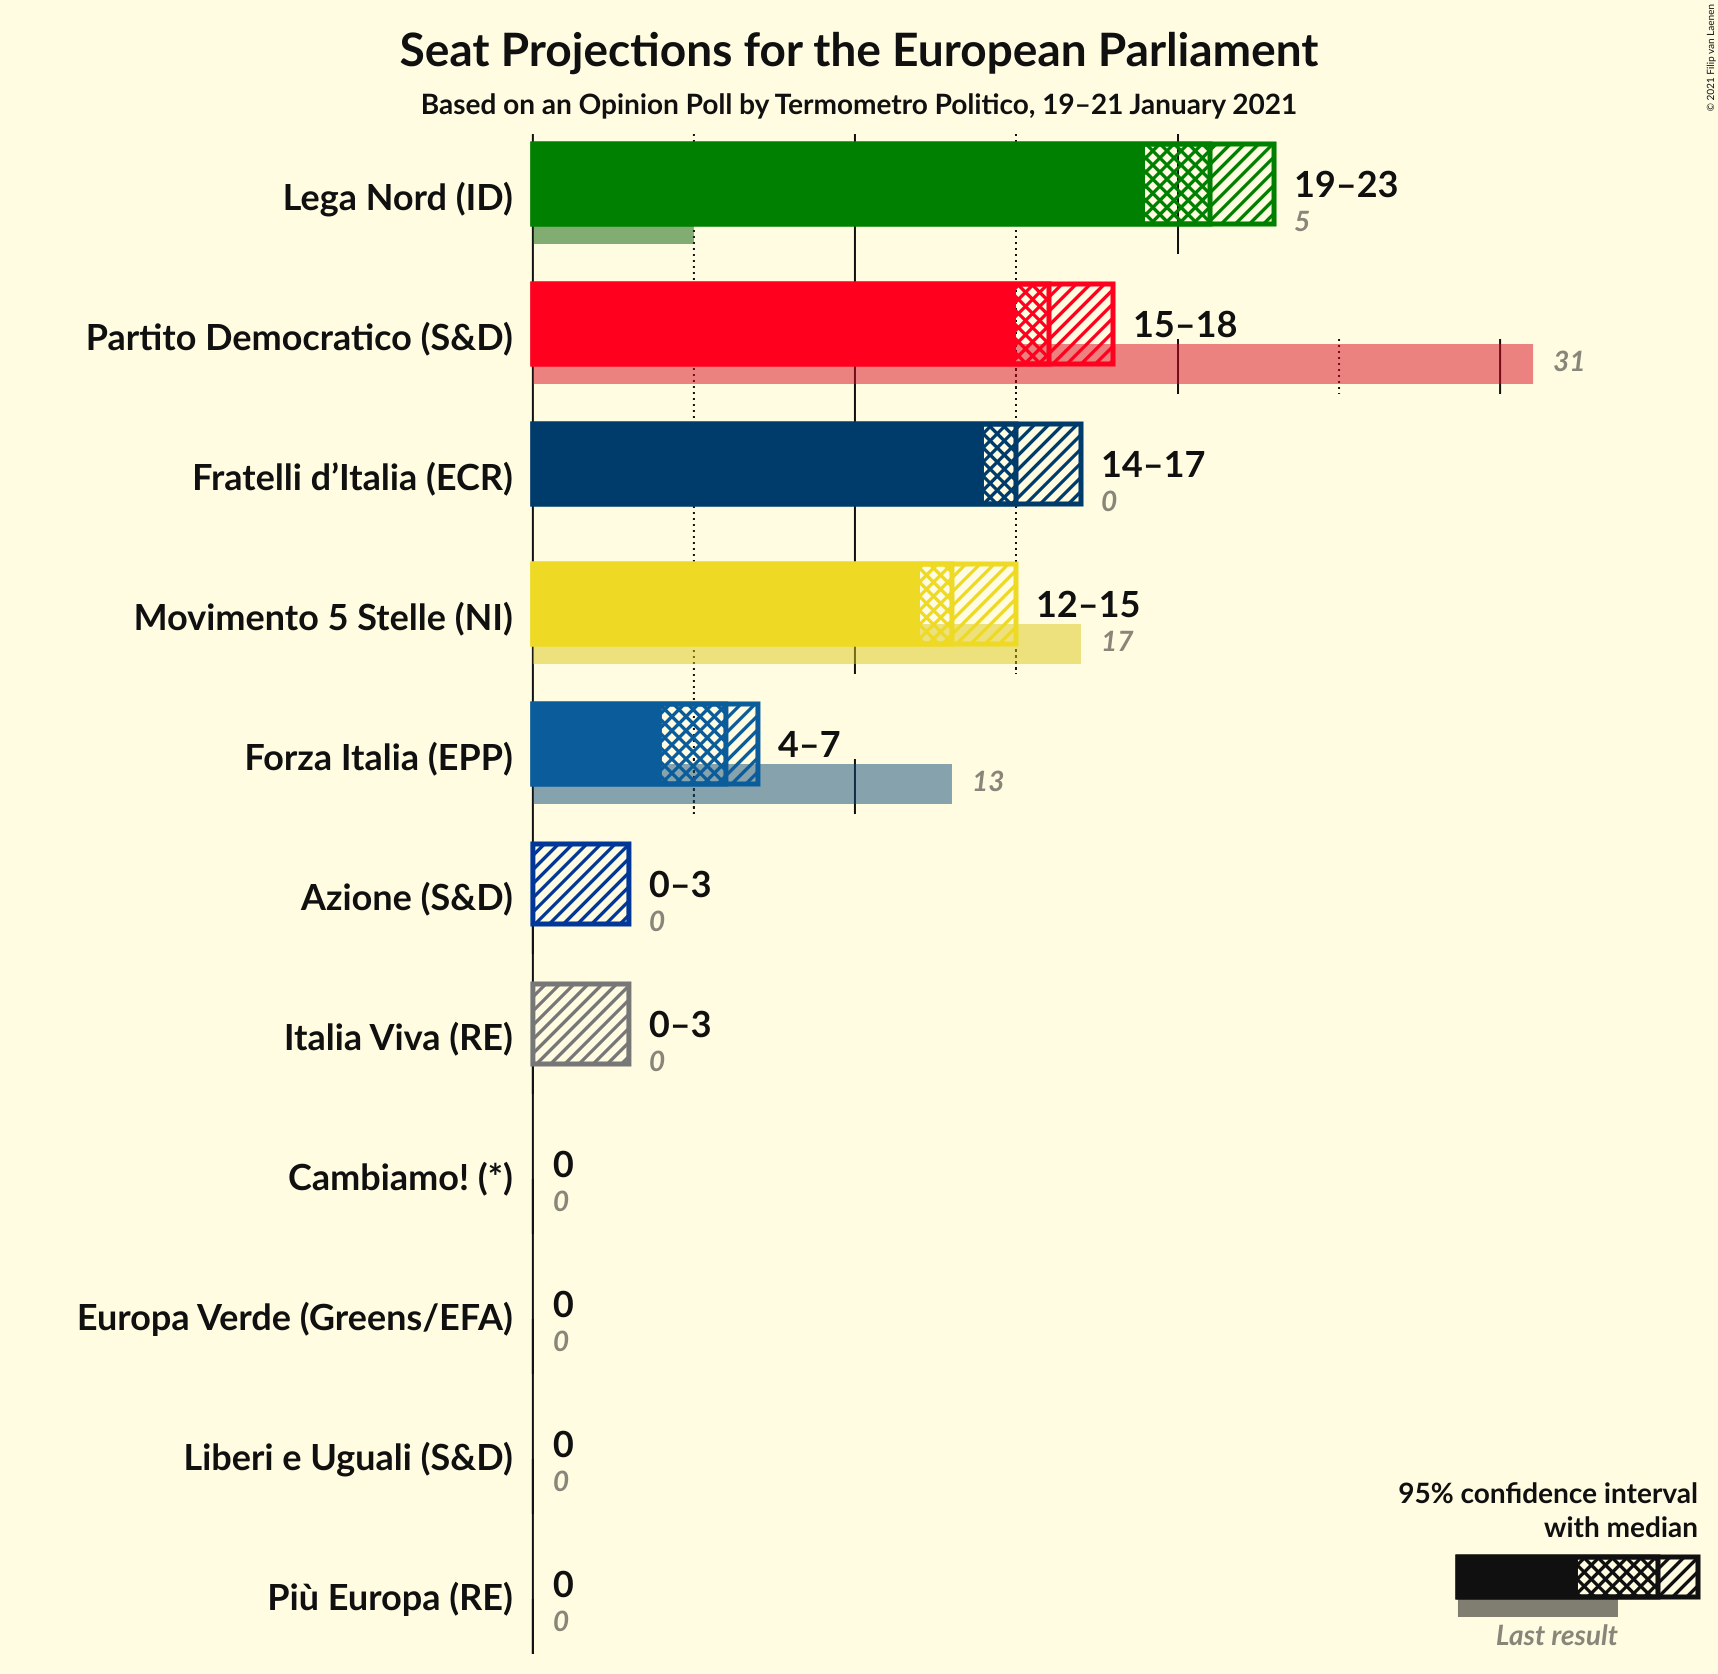 Seat Projections for the European Parliament
Based on an Opinion Poll by Termometro Politico, 19–21 January 2021
© 2021 Filip van Laenen
Lega Nord (ID)
19–23
5
Partito Democratico (S&D)
15–18
31
Fratelli d’Italia (ECR)
14–17
0
Movimento 5 Stelle (NI)
12–15
17
Forza Italia (EPP)
4–7
13
Azione (S&D)
0–3
0
Italia Viva (RE)
0–3
0
Cambiamo! (*)
0
0
Europa Verde (Greens/EFA)
0
0
Liberi e Uguali (S&D)
0
0
Più Europa (RE)
0
0
95% confidence interval
with median
Last result